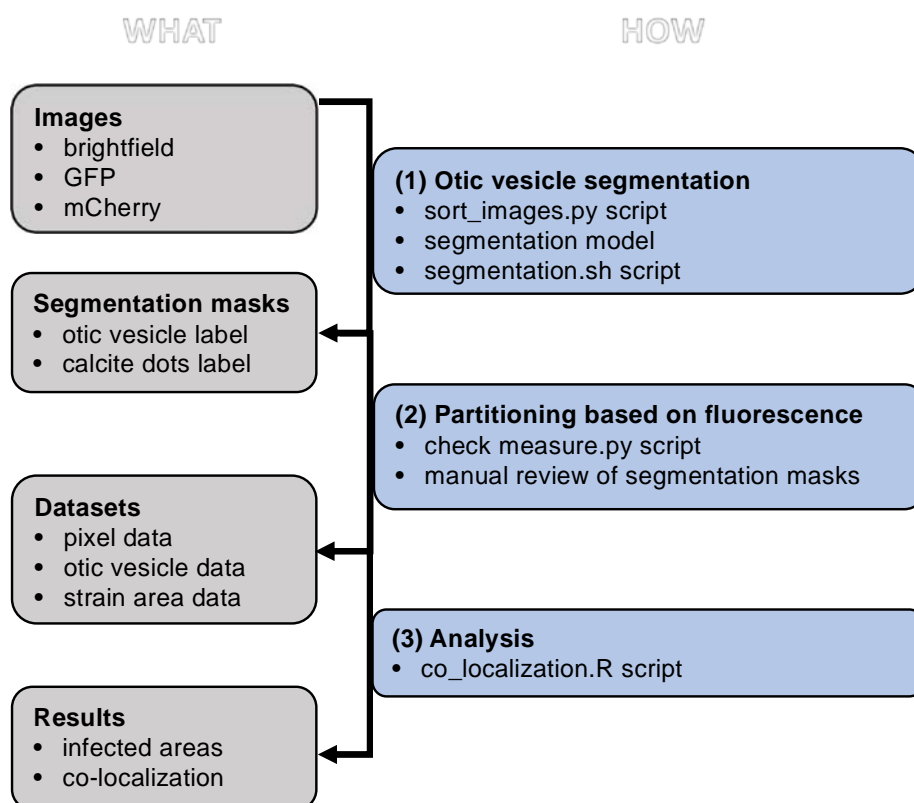 WHAT
HOW
Images
• brightfield
• GFP
• mCherry
(1) Otic vesicle segmentation
• sort_images.py script
• segmentation model
• segmentation.sh script
Segmentation masks
• otic vesicle label
• calcite dots label
(2) Partitioning based on fluorescence
• check measure.py script
• manual review of segmentation masks
Datasets
• pixel data
• otic vesicle data
• strain area data
(3) Analysis
• co_localization.R script
Results
• infected areas
• co-localization